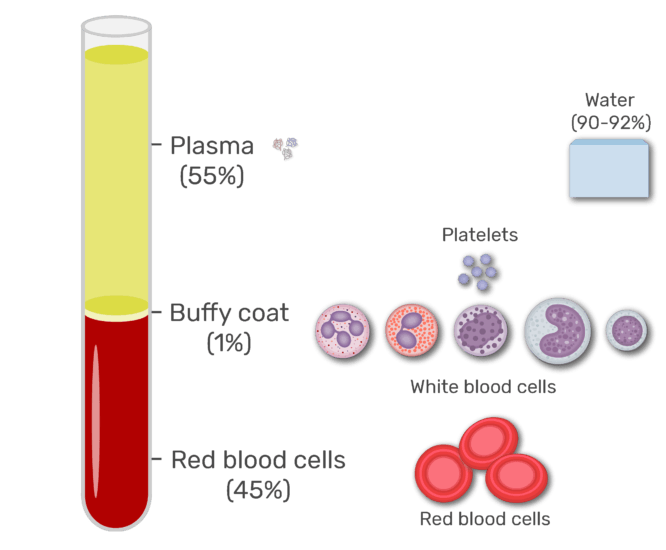 Water
(90-92%)
Plasma
(55%)
Platelets
Buffy coat
(1%)
White blood cells
Red blood cells
(45%)
Red blood cells